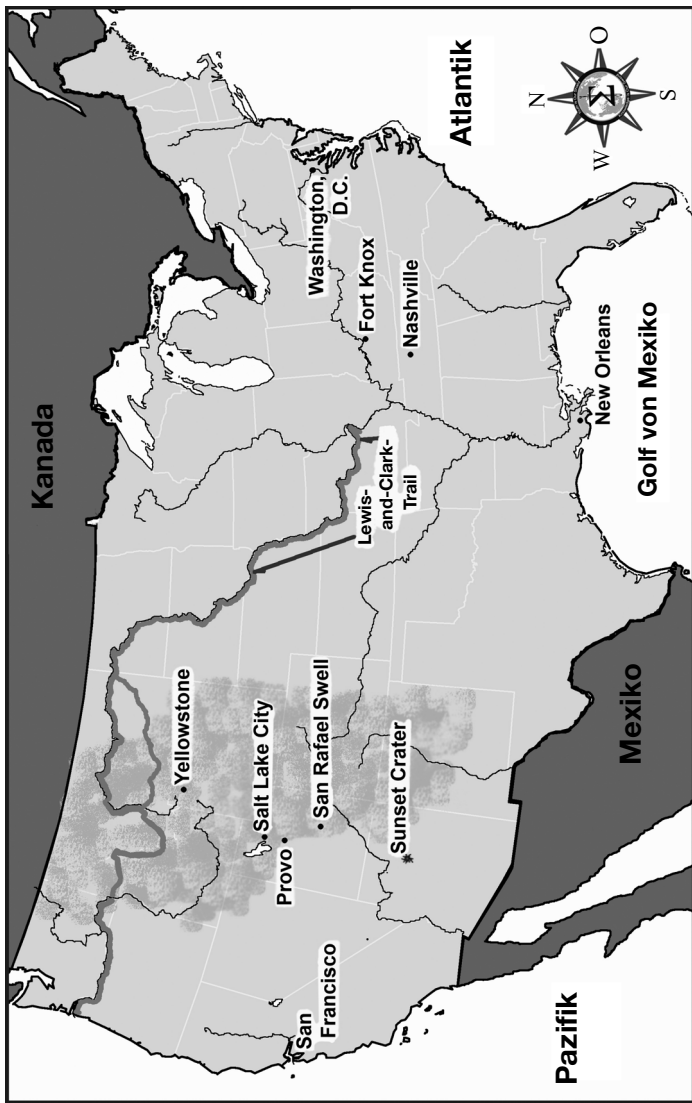 Kanada
Atlantik
N
O
S
W
Washington,
D.C.
Fort Knox
Nashville
New Orleans
Golf von Mexiko
Lewis-
and-Clark-
Trail
Yellowstone
Salt Lake City
Provo
San Rafael Swell
Sunset Crater
San
Francisco
Mexiko
Pazifik